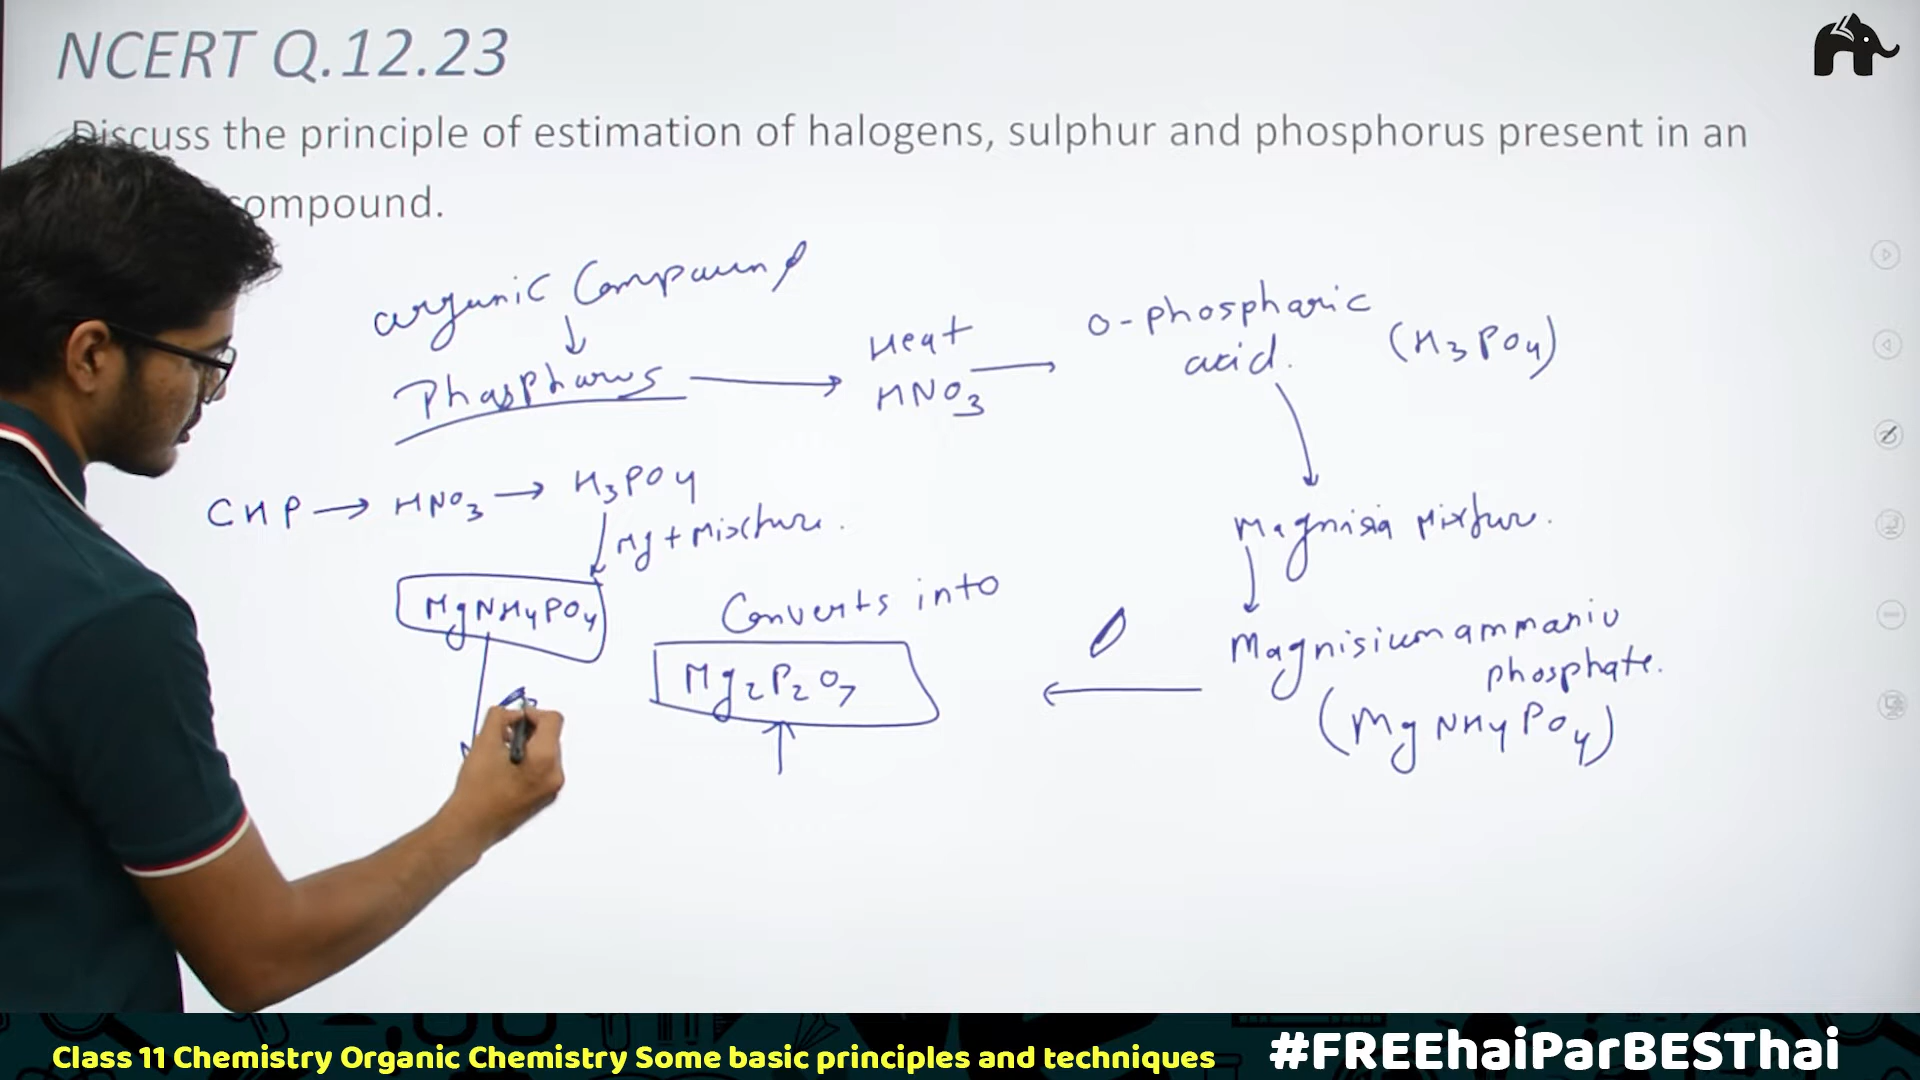 NCERT Q.12.23
Discuss the principle of estimation of halogens, sulphur and phosphorus present in an
compound.
organic Compound
↓
Phosphorus → Heat HNO3 → O-phosphoric acid. (H3PO4)
CHP → HNO3 → H3PO4
↓ Mg + Mixture.
MgNH4PO4
Magnisia Mixture.
↓
Magnisium ammoniu
phosphate.
(MgNH4PO4)
Converts into
Mg2P2O7
Class 11 Chemistry Organic Chemistry Some basic principles and techniques
#FREEhaiParBESThai